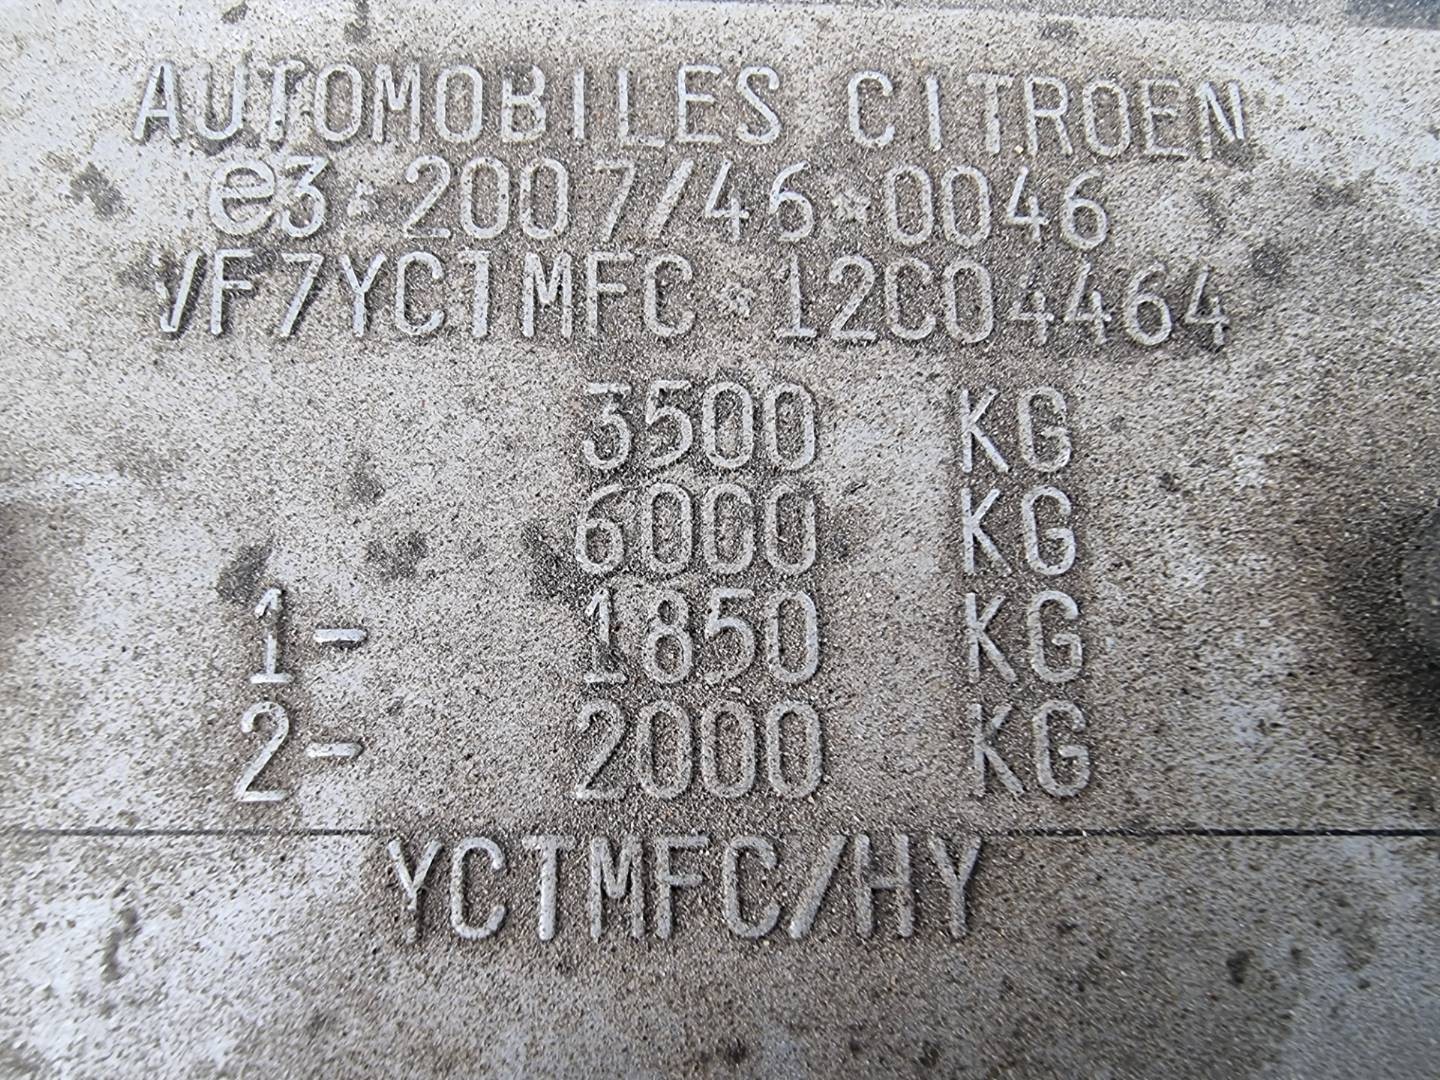 AUTOMOBILES CITROEN
e3*2007/46*0046
VF7YCTMFC*12C04464
3500 KG
6000 KG
1- 1850 KG
2- 2000 KG
YCTMFC/HY